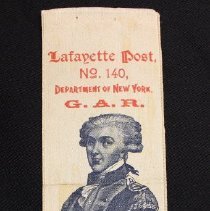 Lafayette Post,
No. 140,
Department of New York,
G. A. R.